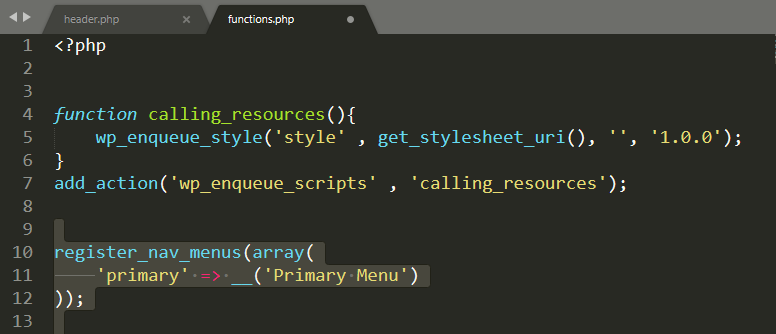 header.php × functions.php
1 <?php
2
3
4 function calling_resources(){
5 wp_enqueue_style('style' , get_stylesheet_uri(), '', '1.0.0');
6 }
7 add_action('wp_enqueue_scripts' , 'calling_resources');
8
9
10 register_nav_menus(array(
11 'primary' => __('Primary Menu')
12 ));
13